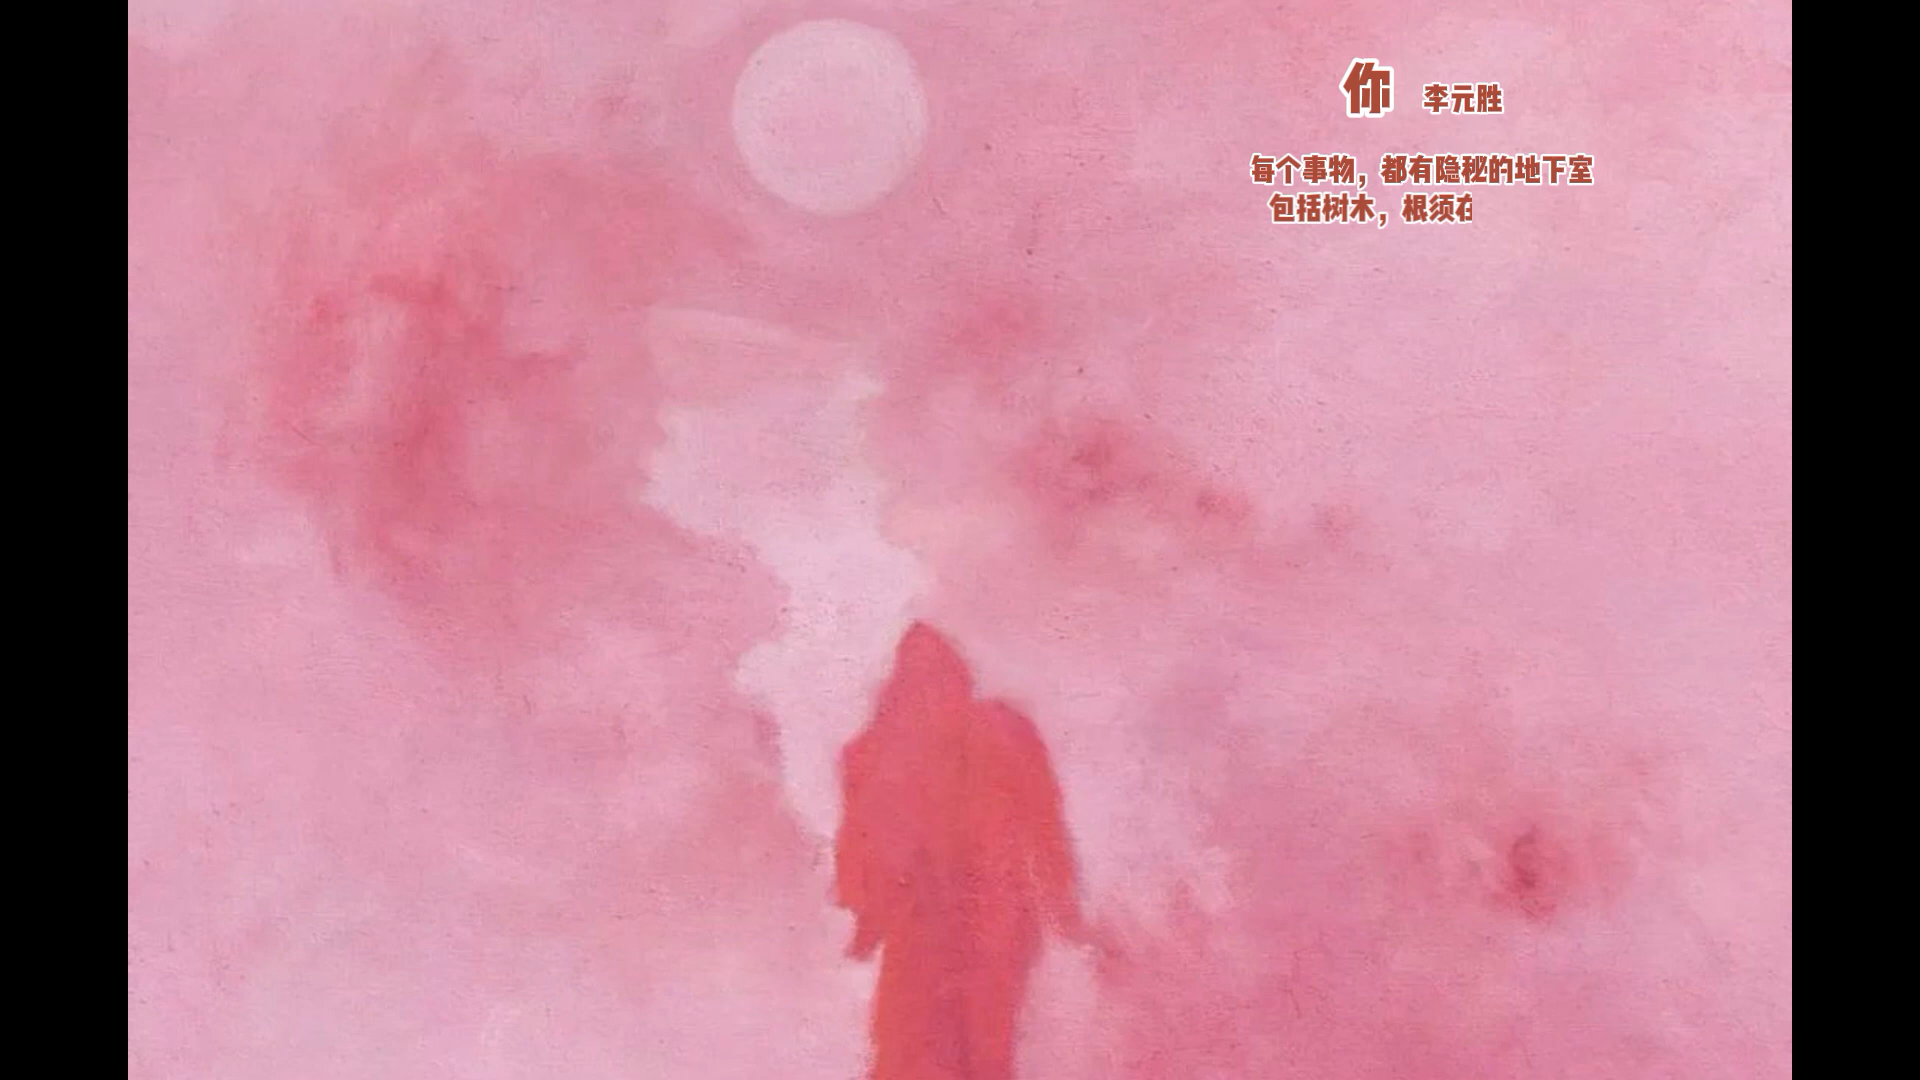 你 李元胜
每个事物，都有隐秘的地下室
包括树木，根须在